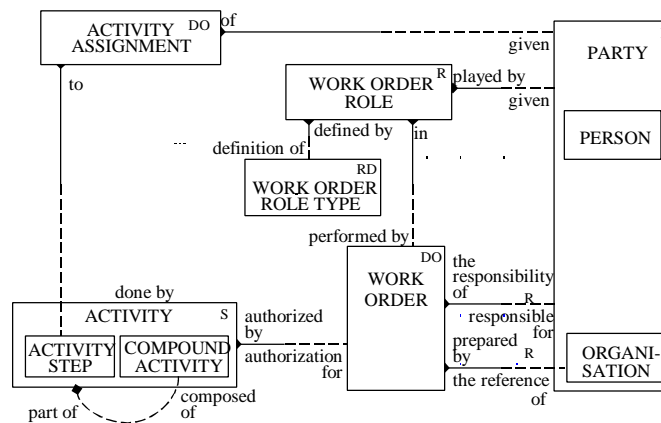 ACTIVITY DO
ASSIGNMENT
of
given
PARTY
to
WORK ORDER R
ROLE
played by
given
PERSON
defined by
in
definition of
RD
WORK ORDER
ROLE TYPE
performed by
DO
WORK
ORDER
the
responsibility
of
R
responsible
for
done by
ACTIVITY S
authorized
by
authorization
for
prepared
by
R
the reference
of
ACTIVITY
STEP
COMPOUND
ACTIVITY
ORGANI-
SATION
part of
composed
of